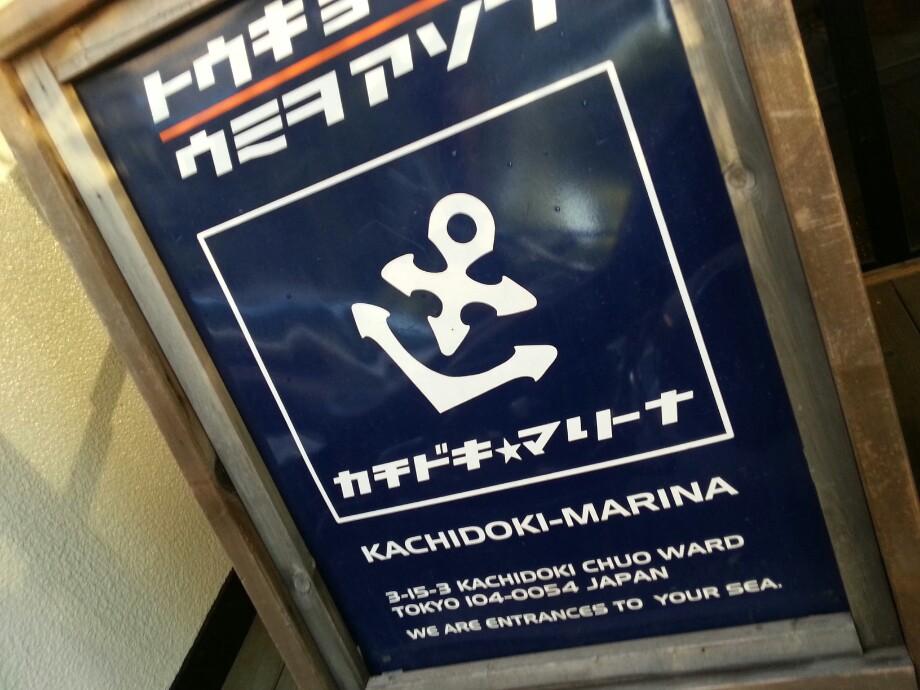 トウキョ
ウミヲ アソブ
カチドキ★マリーナ
KACHIDOKI-MARINA
3-15-3 KACHIDOKI CHUO WARD
TOKYO 104-0054 JAPAN
WE ARE ENTRANCES TO YOUR SEA.